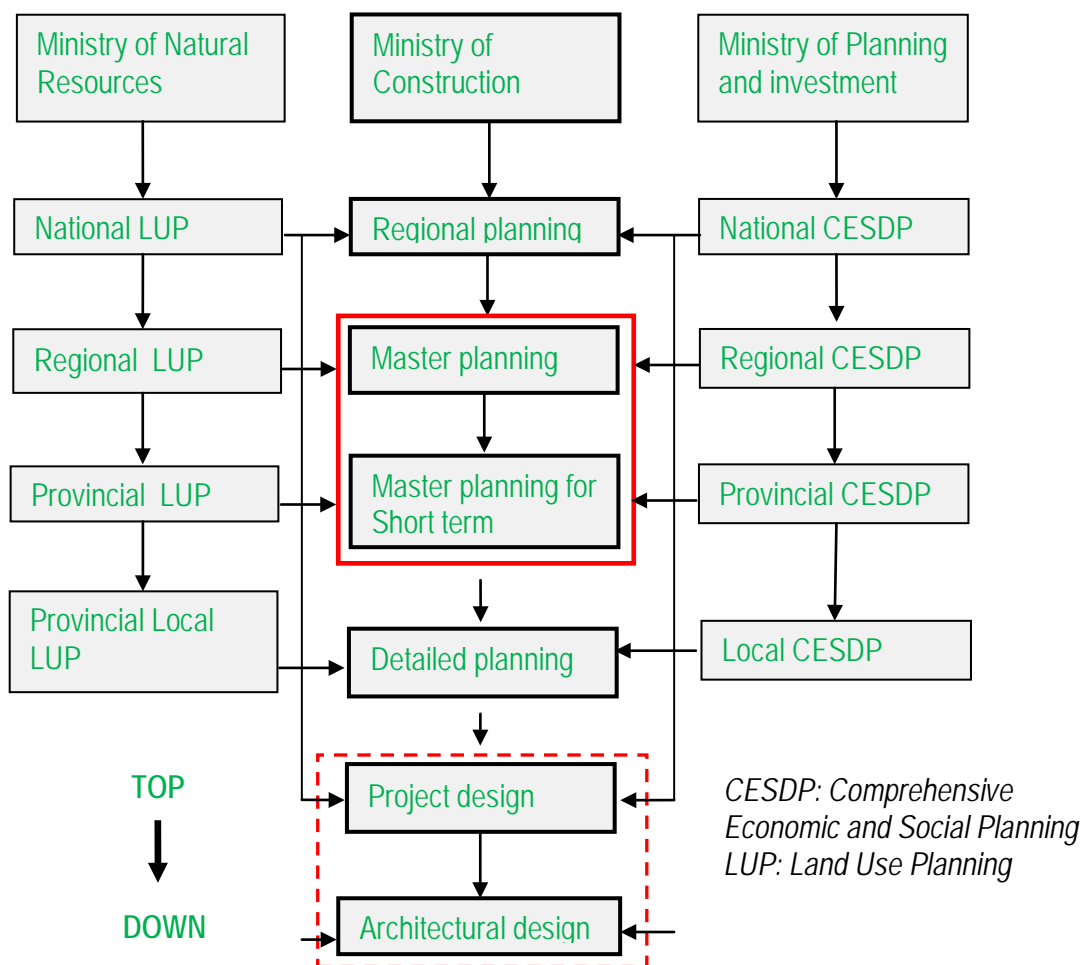 Ministry of Natural
Resources
Ministry of
Construction
Ministry of Planning
and investment
National LUP
Regional planning
National CESDP
Regional LUP
Master planning
Regional CESDP
Provincial LUP
Master planning for
Short term
Provincial CESDP
Provincial Local
LUP
Detailed planning
Local CESDP
TOP
DOWN
Project design
Architectural design
CESDP: Comprehensive
Economic and Social Planning
LUP: Land Use Planning